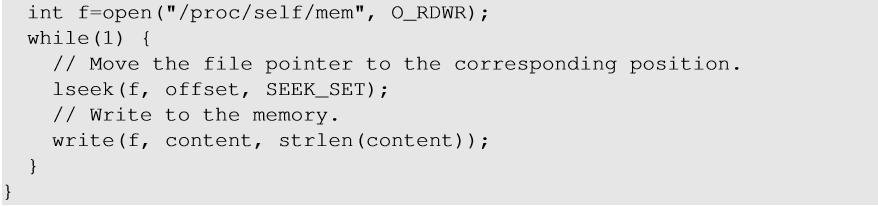 int f=open("/proc/self/mem", O_RDWR);
while(1) {
// Move the file pointer to the corresponding position.
lseek(f, offset, SEEK_SET);
// Write to the memory.
write(f, content, strlen(content));
}
}